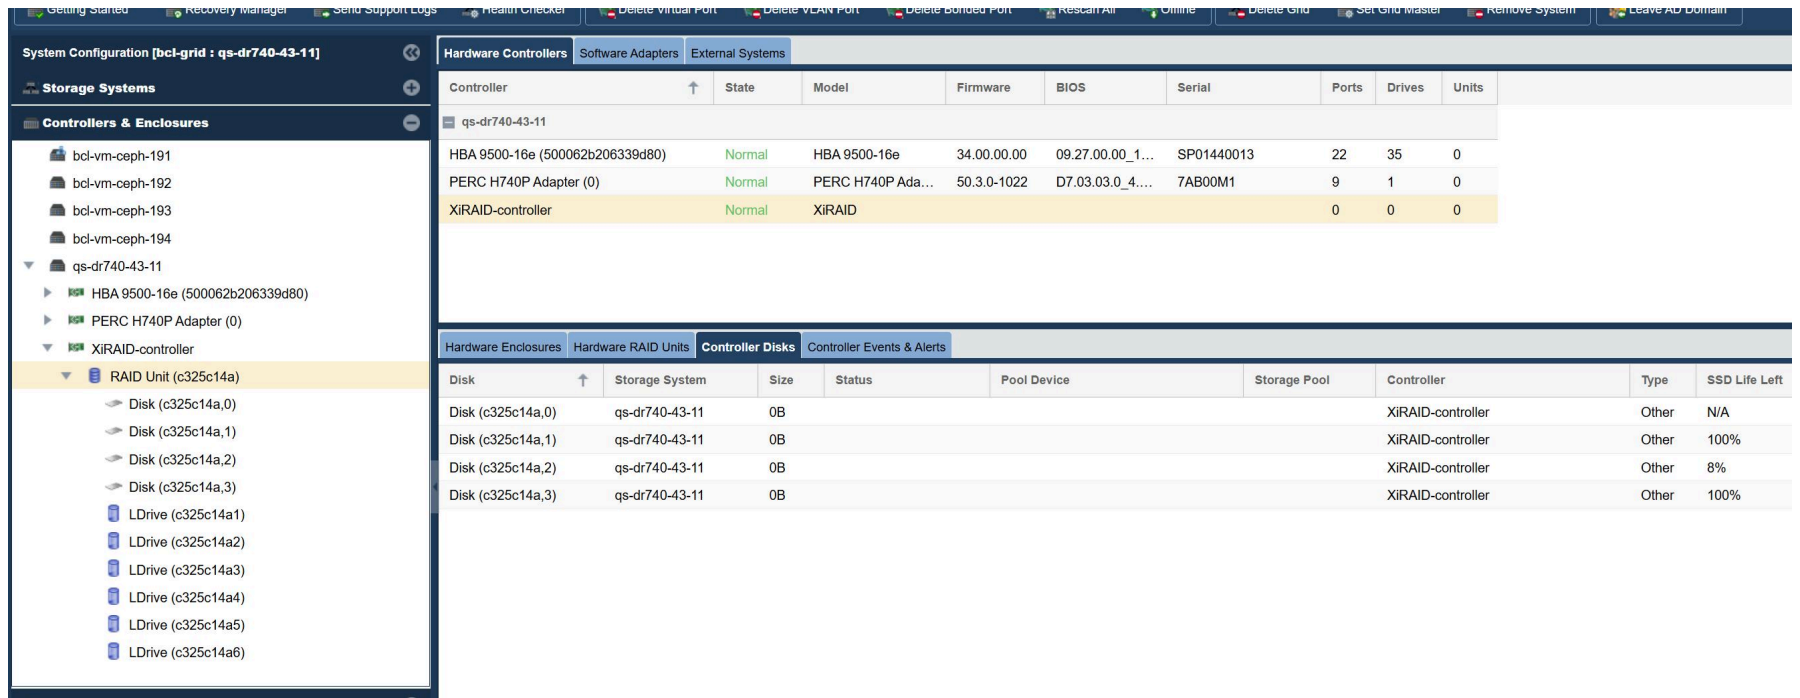 Getting Started Recovery Manager Send Support Logs Health Checker Delete Virtual Port Delete VLAN Port Delete Bonded Port Rescan All Offline Delete Grid Set Grid Master Remove System Leave AD Domain
System Configuration [bcl-grid : qs-dr740-43-11]
Storage Systems
Controllers & Enclosures
bcl-vm-ceph-191
bcl-vm-ceph-192
bcl-vm-ceph-193
bcl-vm-ceph-194
qs-dr740-43-11
HBA 9500-16e (500062b206339d80)
PERC H740P Adapter (0)
XiRAID-controller
RAID Unit (c325c14a)
Disk (c325c14a,0)
Disk (c325c14a,1)
Disk (c325c14a,2)
Disk (c325c14a,3)
LDrive (c325c14a1)
LDrive (c325c14a2)
LDrive (c325c14a3)
LDrive (c325c14a4)
LDrive (c325c14a5)
LDrive (c325c14a6)
Hardware Controllers Software Adapters External Systems
Controller State Model Firmware BIOS Serial Ports Drives Units
qs-dr740-43-11
HBA 9500-16e (500062b206339d80) Normal HBA 9500-16e 34.00.00.00 09.27.00.00_1... SP01440013 22 35 0
PERC H740P Adapter (0) Normal PERC H740P Ada... 50.3.0-1022 D7.03.03.0_4.... 7AB00M1 9 1 0
XiRAID-controller Normal XiRAID 0 0 0
Hardware Enclosures Hardware RAID Units Controller Disks Controller Events & Alerts
Disk Storage System Size Status Pool Device Storage Pool Controller Type SSD Life Left
Disk (c325c14a,0) qs-dr740-43-11 0B XiRAID-controller Other N/A
Disk (c325c14a,1) qs-dr740-43-11 0B XiRAID-controller Other 100%
Disk (c325c14a,2) qs-dr740-43-11 0B XiRAID-controller Other 8%
Disk (c325c14a,3) qs-dr740-43-11 0B XiRAID-controller Other 100%